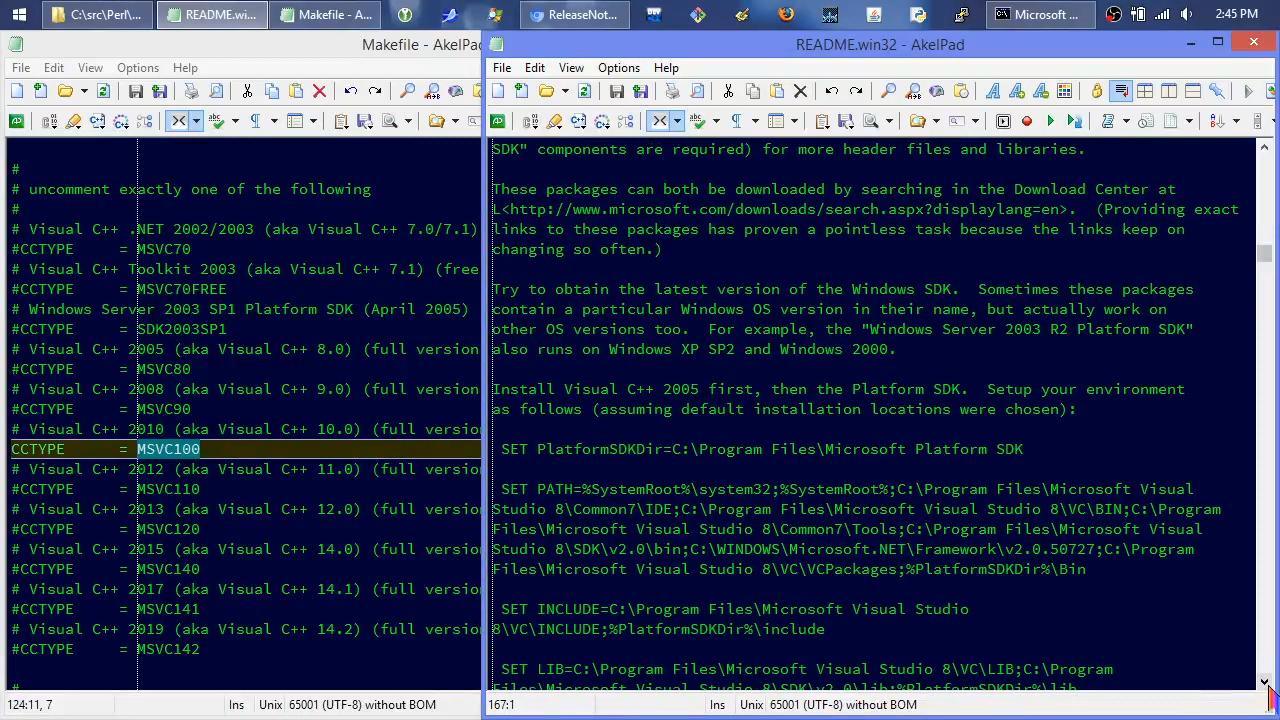 C:\src\Perl\...
README.wi...
Makefile - A...
ReleaseNot...
Microsoft ...
2:45 PM
Makefile - AkelPad
File Edit View Options Help
#
# uncomment exactly one of the following
#
# Visual C++ .NET 2002/2003 (aka Visual C++ 7.0/7.1)
#CCTYPE = MSVC70
# Visual C++ Toolkit 2003 (aka Visual C++ 7.1) (free
#CCTYPE = MSVC70FREE
# Windows Server 2003 SP1 Platform SDK (April 2005)
#CCTYPE = SDK2003SP1
# Visual C++ 2005 (aka Visual C++ 8.0) (full version
#CCTYPE = MSVC80
# Visual C++ 2008 (aka Visual C++ 9.0) (full version
#CCTYPE = MSVC90
# Visual C++ 2010 (aka Visual C++ 10.0) (full version
CCTYPE = MSVC100
# Visual C++ 2012 (aka Visual C++ 11.0) (full version
#CCTYPE = MSVC110
# Visual C++ 2013 (aka Visual C++ 12.0) (full version
#CCTYPE = MSVC120
# Visual C++ 2015 (aka Visual C++ 14.0) (full version
#CCTYPE = MSVC140
# Visual C++ 2017 (aka Visual C++ 14.1) (full version
#CCTYPE = MSVC141
# Visual C++ 2019 (aka Visual C++ 14.2) (full version
#CCTYPE = MSVC142
#
124:11, 7 Ins Unix 65001 (UTF-8) without BOM
README.win32 - AkelPad
File Edit View Options Help
SDK" components are required) for more header files and libraries.
These packages can both be downloaded by searching in the Download Center at
L<http://www.microsoft.com/downloads/search.aspx?displaylang=en>. (Providing exact
links to these packages has proven a pointless task because the links keep on
changing so often.)
Try to obtain the latest version of the Windows SDK. Sometimes these packages
contain a particular Windows OS version in their name, but actually work on
other OS versions too. For example, the "Windows Server 2003 R2 Platform SDK"
also runs on Windows XP SP2 and Windows 2000.
Install Visual C++ 2005 first, then the Platform SDK. Setup your environment
as follows (assuming default installation locations were chosen):
SET PlatformSDKDir=C:\Program Files\Microsoft Platform SDK
SET PATH=%SystemRoot%\system32;%SystemRoot%;C:\Program Files\Microsoft Visual
Studio 8\Common7\IDE;C:\Program Files\Microsoft Visual Studio 8\VC\BIN;C:\Program
Files\Microsoft Visual Studio 8\Common7\Tools;C:\Program Files\Microsoft Visual
Studio 8\SDK\v2.0\bin;C:\WINDOWS\Microsoft.NET\Framework\v2.0.50727;C:\Program
Files\Microsoft Visual Studio 8\VC\VCPackages;%PlatformSDKDir%\Bin
SET INCLUDE=C:\Program Files\Microsoft Visual Studio
8\VC\INCLUDE;%PlatformSDKDir%\include
SET LIB=C:\Program Files\Microsoft Visual Studio 8\VC\LIB;C:\Program
Files\Microsoft Visual Studio 8\SDK\v2.0\lib;%PlatformSDKDir%\lib
167:1 Ins Unix 65001 (UTF-8) without BOM